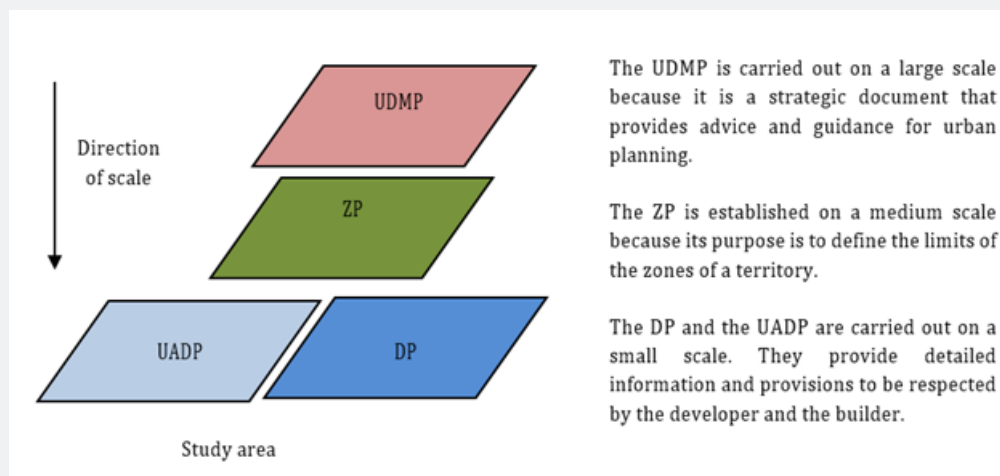 UDMP
Direction
of scale
ZP
UADP
DP
Study area
The UDMP is carried out on a large scale
because it is a strategic document that
provides advice and guidance for urban
planning.
The ZP is established on a medium scale
because its purpose is to define the limits of
the zones of a territory.
The DP and the UADP are carried out on a
small scale. They provide detailed
information and provisions to be respected
by the developer and the builder.